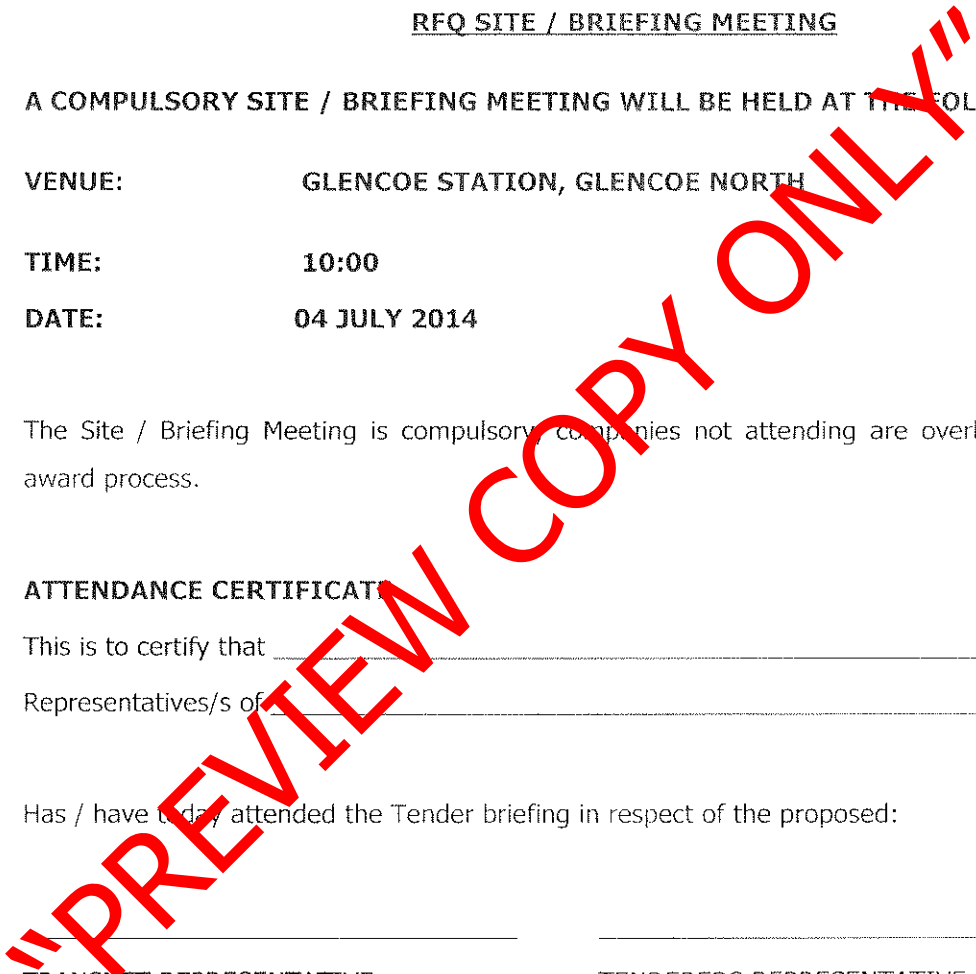 RFQ SITE / BRIEFING MEETING
A COMPULSORY SITE / BRIEFING MEETING WILL BE HELD AT THE FOL
VENUE: GLENCOE STATION, GLENCOE NORTH
TIME: 10:00
DATE: 04 JULY 2014
The Site / Briefing Meeting is compulsory, companies not attending are overl
award process.
ATTENDANCE CERTIFICATE
This is to certify that
Representatives/s of
Has / have today attended the Tender briefing in respect of the proposed:
"PREVIEW COPY ONLY"